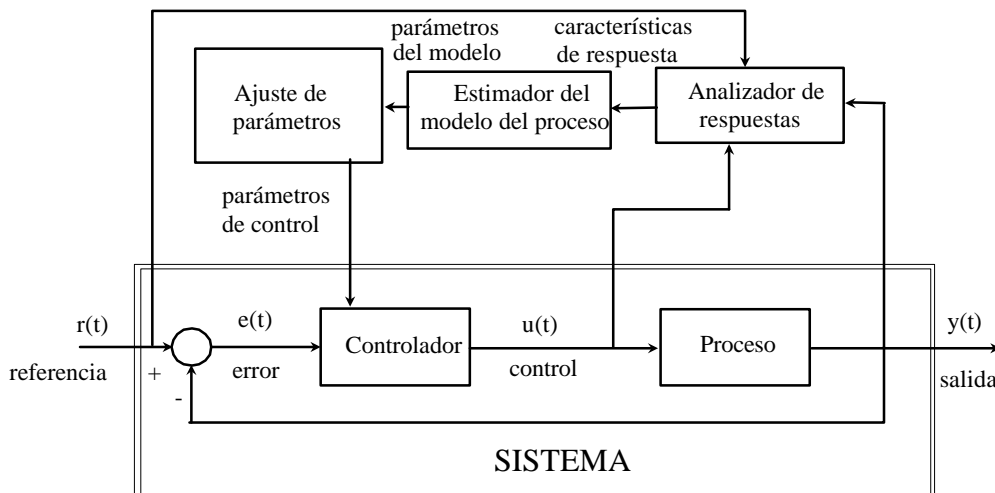 parámetros
del modelo
características
de respuesta
Ajuste de
parámetros
Estimador del
modelo del proceso
Analizador de
respuestas
parámetros
de control
r(t)
referencia
+
-
e(t)
error
Controlador
u(t)
control
Proceso
y(t)
salida
SISTEMA